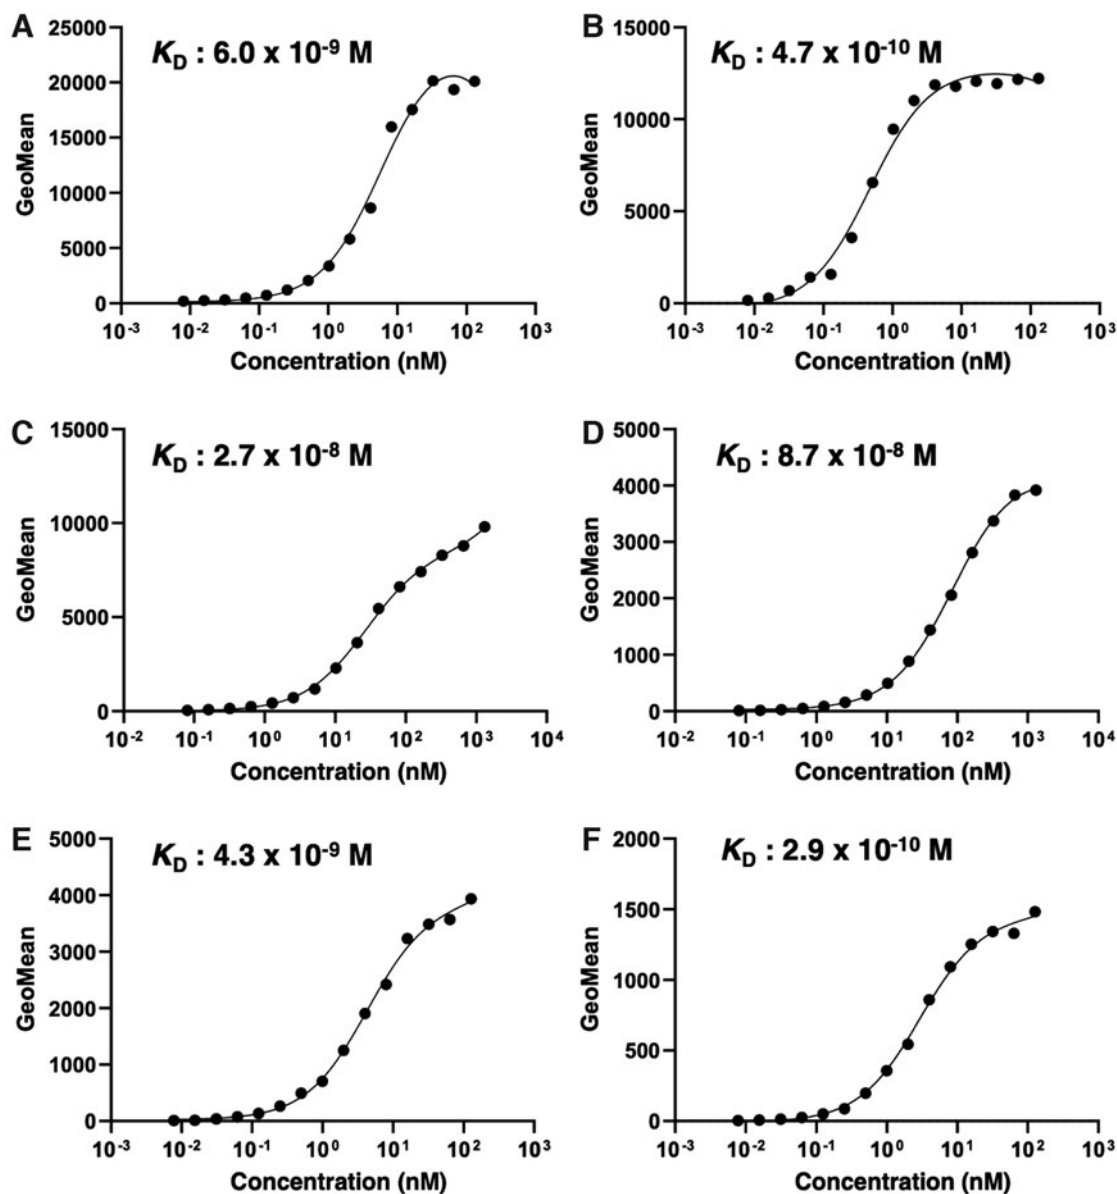 A
K_D : 6.0 x 10⁻⁹ M
25000
20000
15000
10000
5000
0
GeoMean
10⁻³ 10⁻² 10⁻¹ 10⁰ 10¹ 10² 10³
Concentration (nM)
B
K_D : 4.7 x 10⁻¹⁰ M
15000
10000
5000
0
GeoMean
10⁻³ 10⁻² 10⁻¹ 10⁰ 10¹ 10² 10³
Concentration (nM)
C
K_D : 2.7 x 10⁻⁸ M
15000
10000
5000
0
GeoMean
10⁻² 10⁻¹ 10⁰ 10¹ 10² 10³ 10⁴
Concentration (nM)
D
K_D : 8.7 x 10⁻⁸ M
5000
4000
3000
2000
1000
0
GeoMean
10⁻² 10⁻¹ 10⁰ 10¹ 10² 10³ 10⁴
Concentration (nM)
E
K_D : 4.3 x 10⁻⁹ M
5000
4000
3000
2000
1000
0
GeoMean
10⁻³ 10⁻² 10⁻¹ 10⁰ 10¹ 10² 10³
Concentration (nM)
F
K_D : 2.9 x 10⁻¹⁰ M
2000
1500
1000
500
0
GeoMean
10⁻³ 10⁻² 10⁻¹ 10⁰ 10¹ 10² 10³
Concentration (nM)